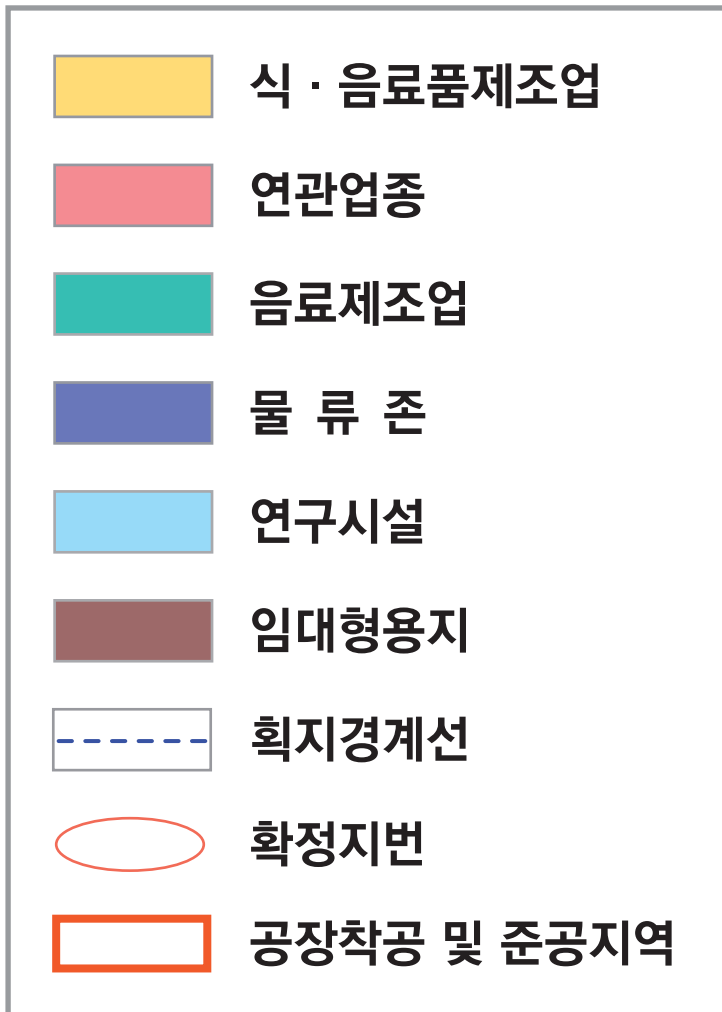 식 · 음료품제조업
연관업종
음료제조업
물 류 존
연구시설
임대형용지
획지경계선
확정지번
공장착공 및 준공지역